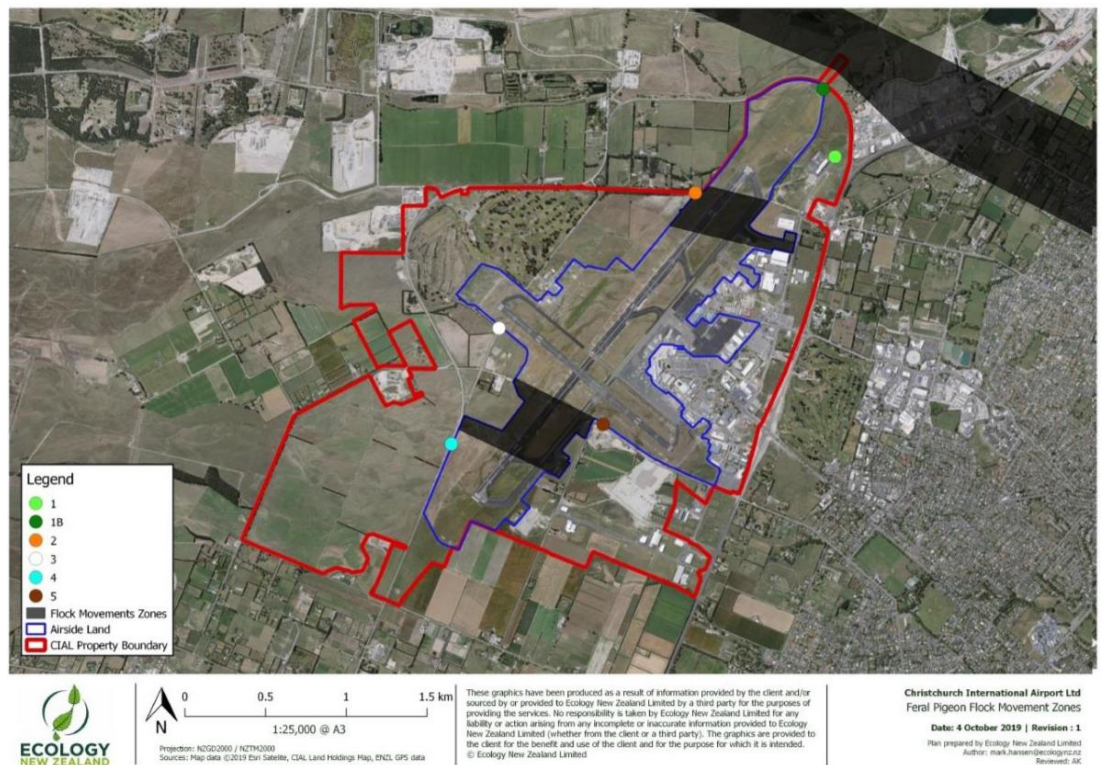 Legend
1
1B
2
3
4
5
Flock Movements Zones
Airside Land
CIAL Property Boundary
ECOLOGY
NEW ZEALAND
N
0 0.5 1 1.5 km
1:25,000 @ A3
Projection: NZGD2000 / NZTM2000
Sources: Map data ©2019 Esri Satelite, CIAL Land Holdings Map, ENZL GPS data
These graphics have been produced as a result of information provided by the client and/or
sourced by or provided to Ecology New Zealand Limited by a third party for the purposes of
providing the services. No responsibility is taken by Ecology New Zealand Limited for any
liability or action arising from any incomplete or inaccurate information provided to Ecology
New Zealand Limited (whether from the client or a third party). The graphics are provided to
the client for the benefit and use of the client and for the purpose for which it is intended.
© Ecology New Zealand Limited
Christchurch International Airport Ltd
Feral Pigeon Flock Movement Zones
Date: 4 October 2019 | Revision : 1
Plan prepared by Ecology New Zealand Limited
Author: mark.hansen@ecologynz.nz
Reviewed: AK